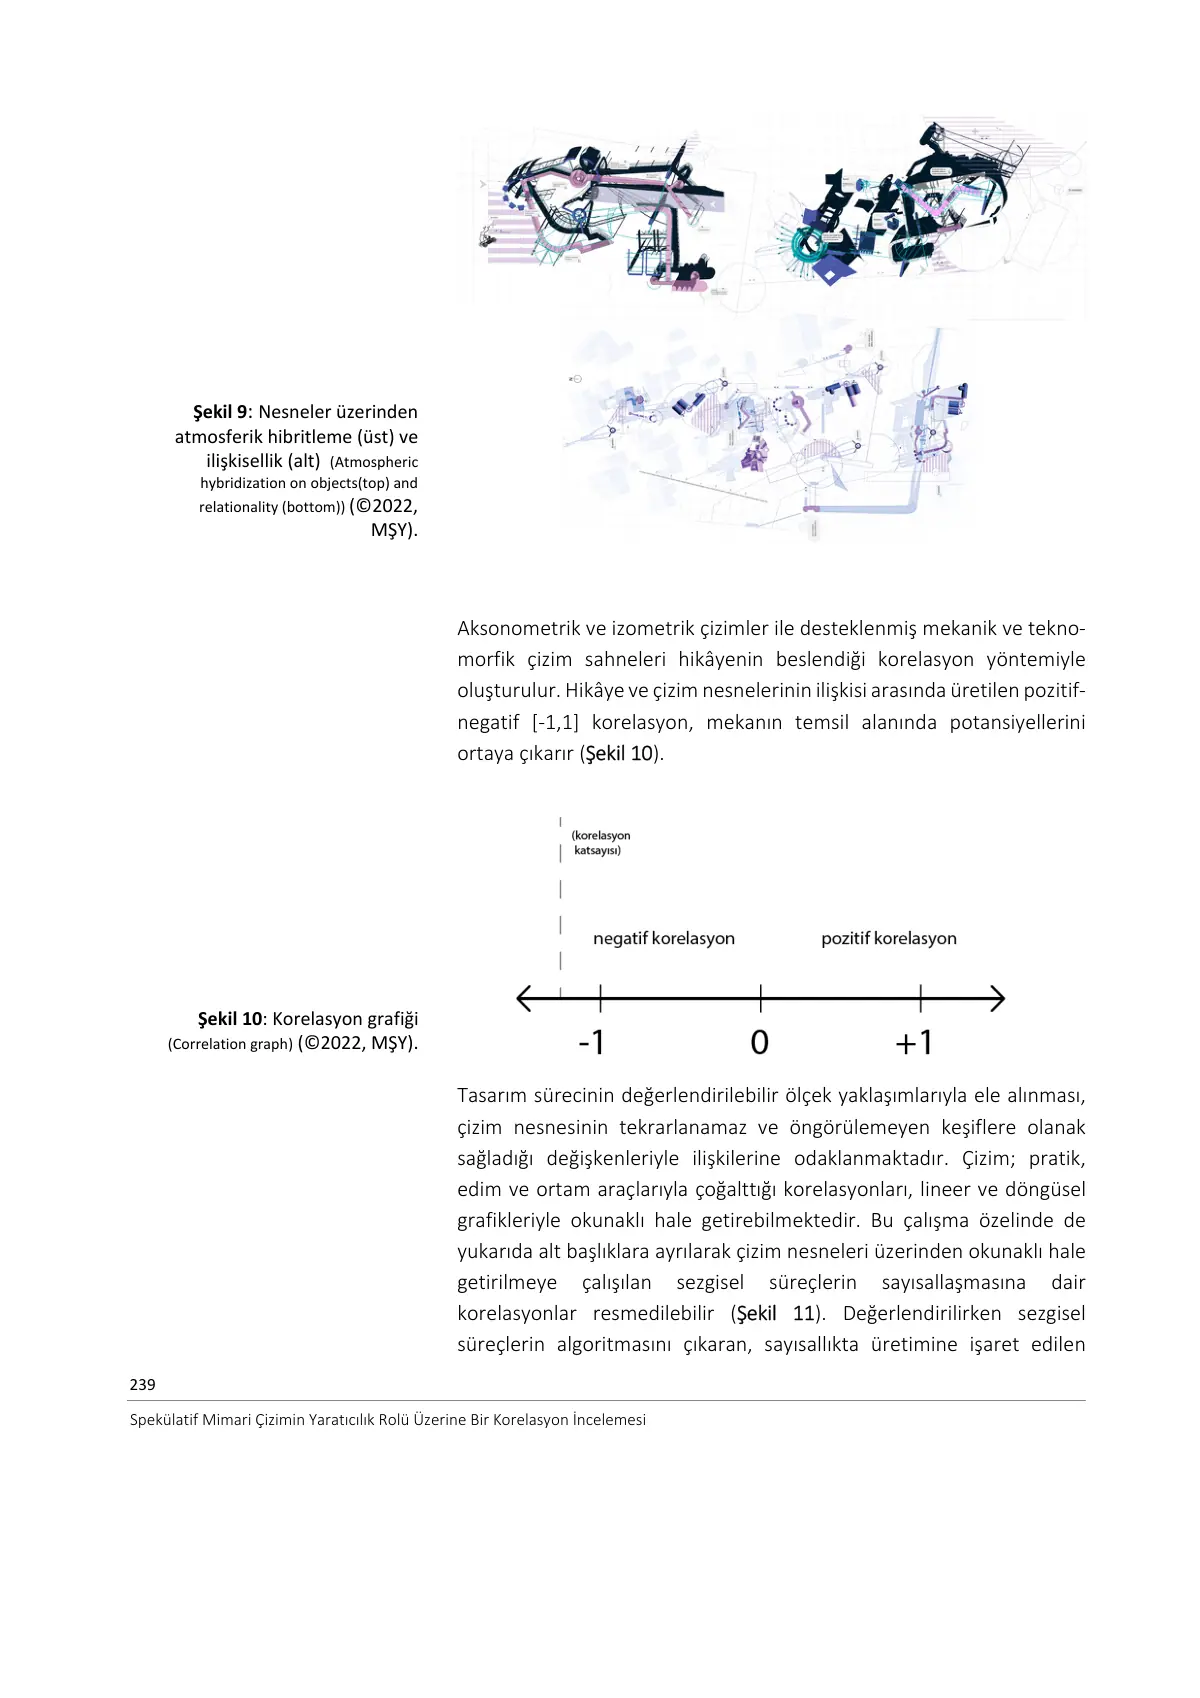 Şekil 9: Nesneler üzerinden
atmosferik hibritleme (üst) ve
ilişkisellik (alt) (Atmospheric
hybridization on objects(top) and
relationality (bottom)) (©2022,
MŞY).
Aksonometrik ve izometrik çizimler ile desteklenmiş mekanik ve tekno-
morfik çizim sahneleri hikâyenin beslendiği korelasyon yöntemiyle
oluşturulur. Hikâye ve çizim nesnelerinin ilişkisi arasında üretilen pozitif-
negatif [-1,1] korelasyon, mekanın temsil alanında potansiyellerini
ortaya çıkarır (Şekil 10).
(korelasyon
katsayısı)
negatif korelasyon pozitif korelasyon
-1 0 +1
Şekil 10: Korelasyon grafiği
(Correlation graph) (©2022, MŞY).
Tasarım sürecinin değerlendirilebilir ölçek yaklaşımlarıyla ele alınması,
çizim nesnesinin tekrarlanamaz ve öngörülemeyen keşiflere olanak
sağladığı değişkenleriyle ilişkilerine odaklanmaktadır. Çizim; pratik,
edim ve ortam araçlarıyla çoğalttığı korelasyonları, lineer ve döngüsel
grafikleriyle okunaklı hale getirebilmektedir. Bu çalışma özelinde de
yukarıda alt başlıklara ayrılarak çizim nesneleri üzerinden okunaklı hale
getirilmeye çalışılan sezgisel süreçlerin sayısallaşmasına dair
korelasyonlar resmedilebilir (Şekil 11). Değerlendirilirken sezgisel
süreçlerin algoritmasını çıkaran, sayısallıkta üretimine işaret edilen
239
Spekülatif Mimari Çizimin Yaratıcılık Rolü Üzerine Bir Korelasyon İncelemesi